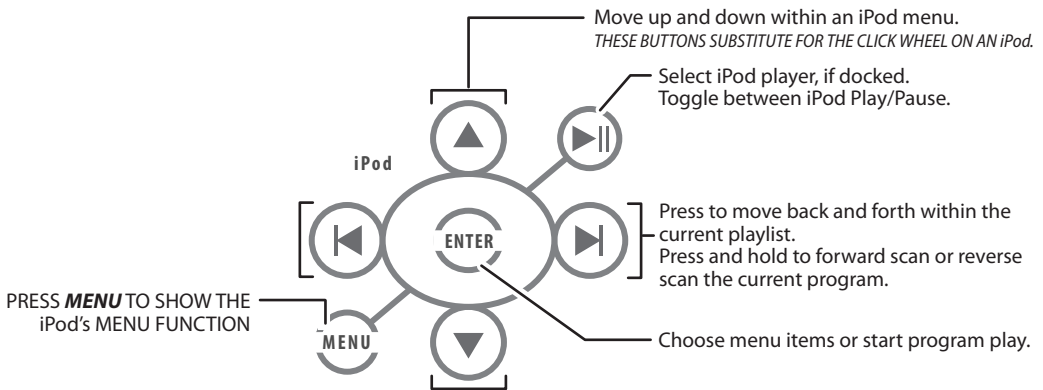 Move up and down within an iPod menu.
THESE BUTTONS SUBSTITUTE FOR THE CLICK WHEEL ON AN iPod.
Select iPod player, if docked.
Toggle between iPod Play/Pause.
iPod
ENTER
Press to move back and forth within the
current playlist.
Press and hold to forward scan or reverse
scan the current program.
PRESS MENU TO SHOW THE
iPod's MENU FUNCTION
MENU
Choose menu items or start program play.